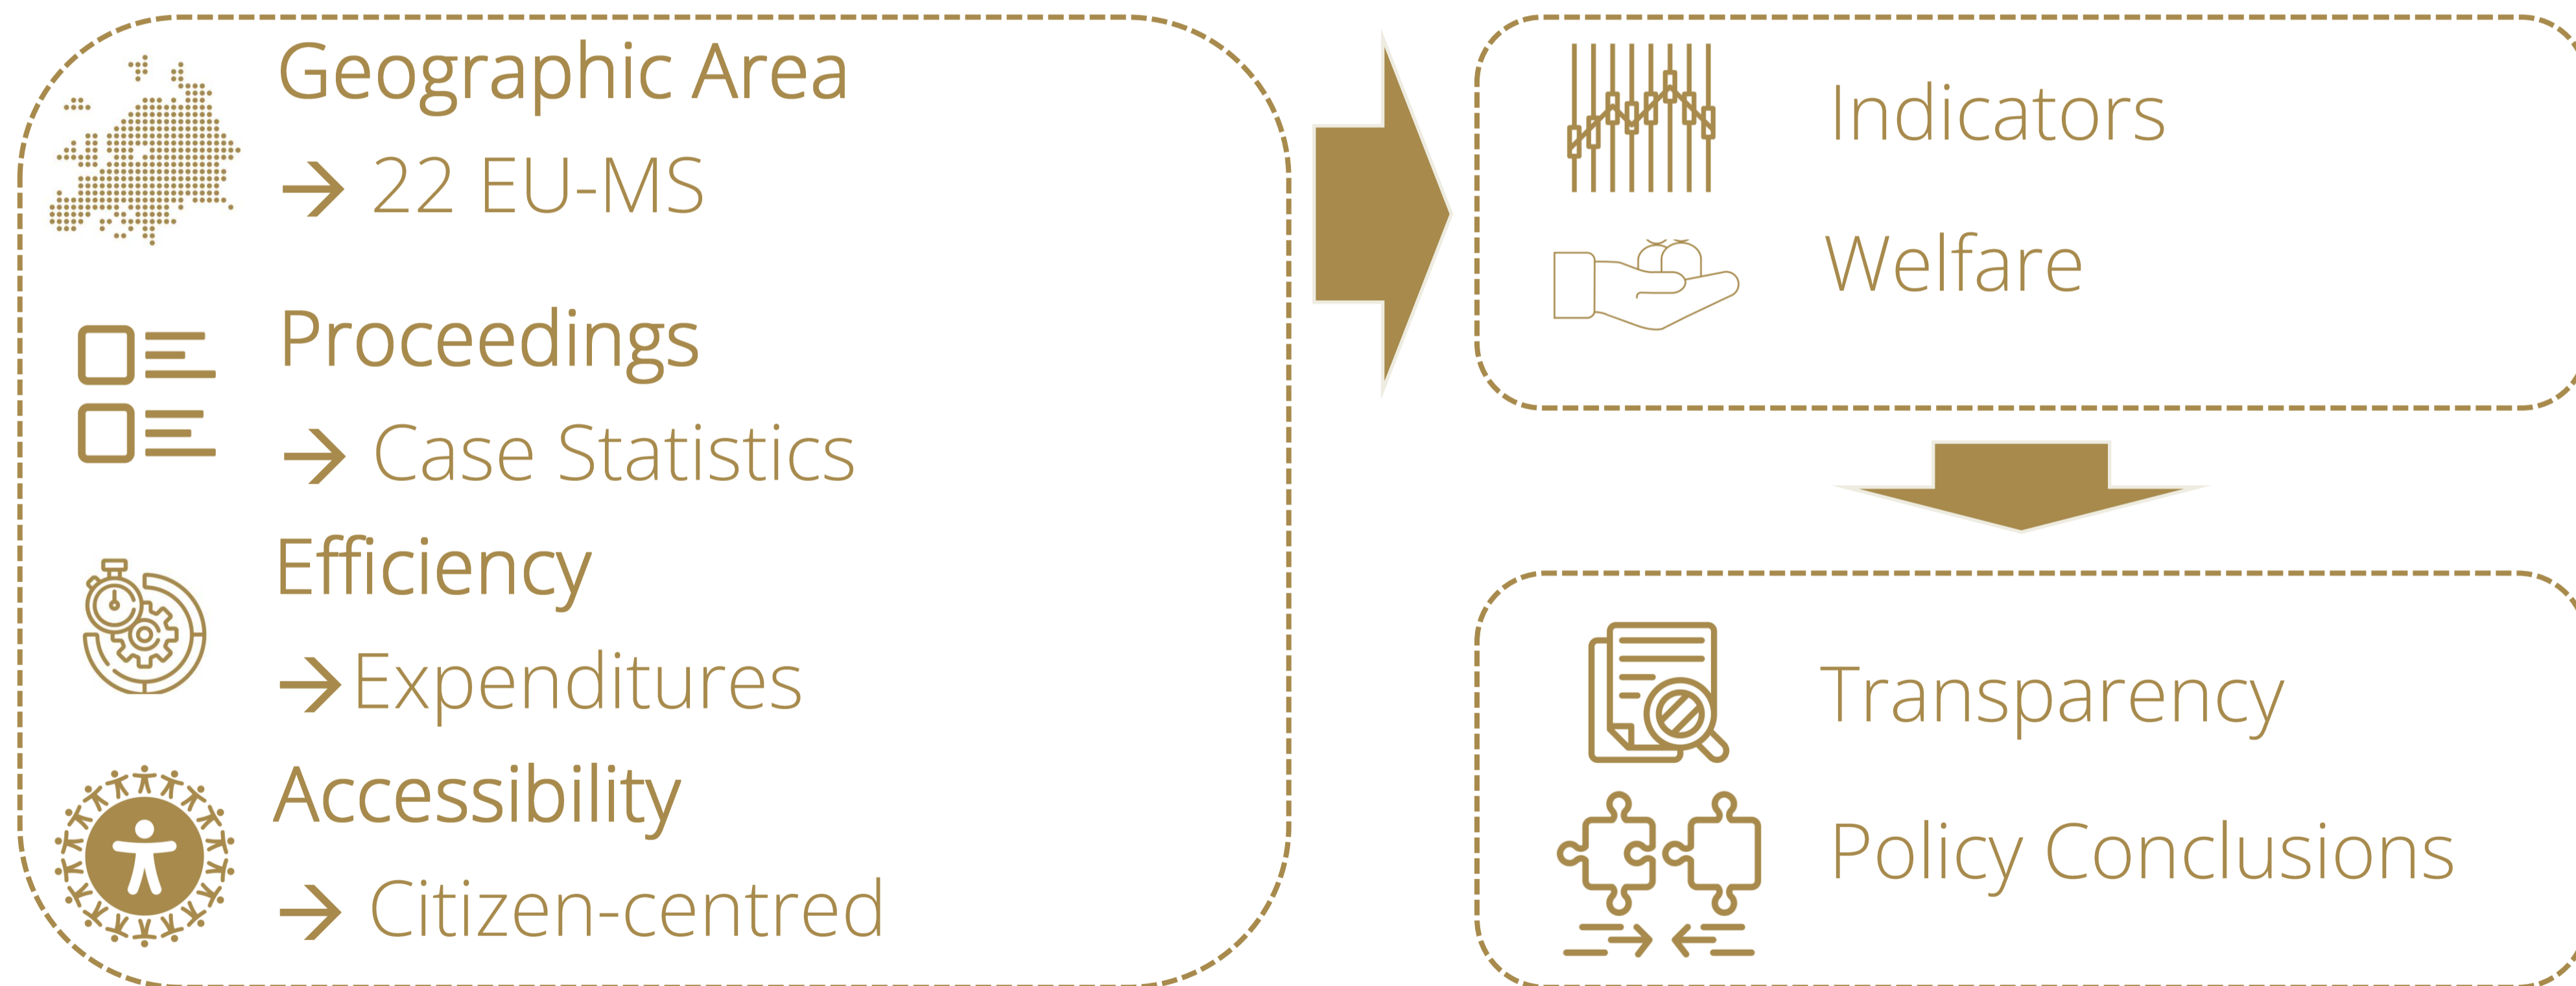 Geographic Area
→ 22 EU-MS
Proceedings
→ Case Statistics
Efficiency
→Expenditures
Accessibility
→ Citizen-centred
Indicators
Welfare
Transparency
Policy Conclusions